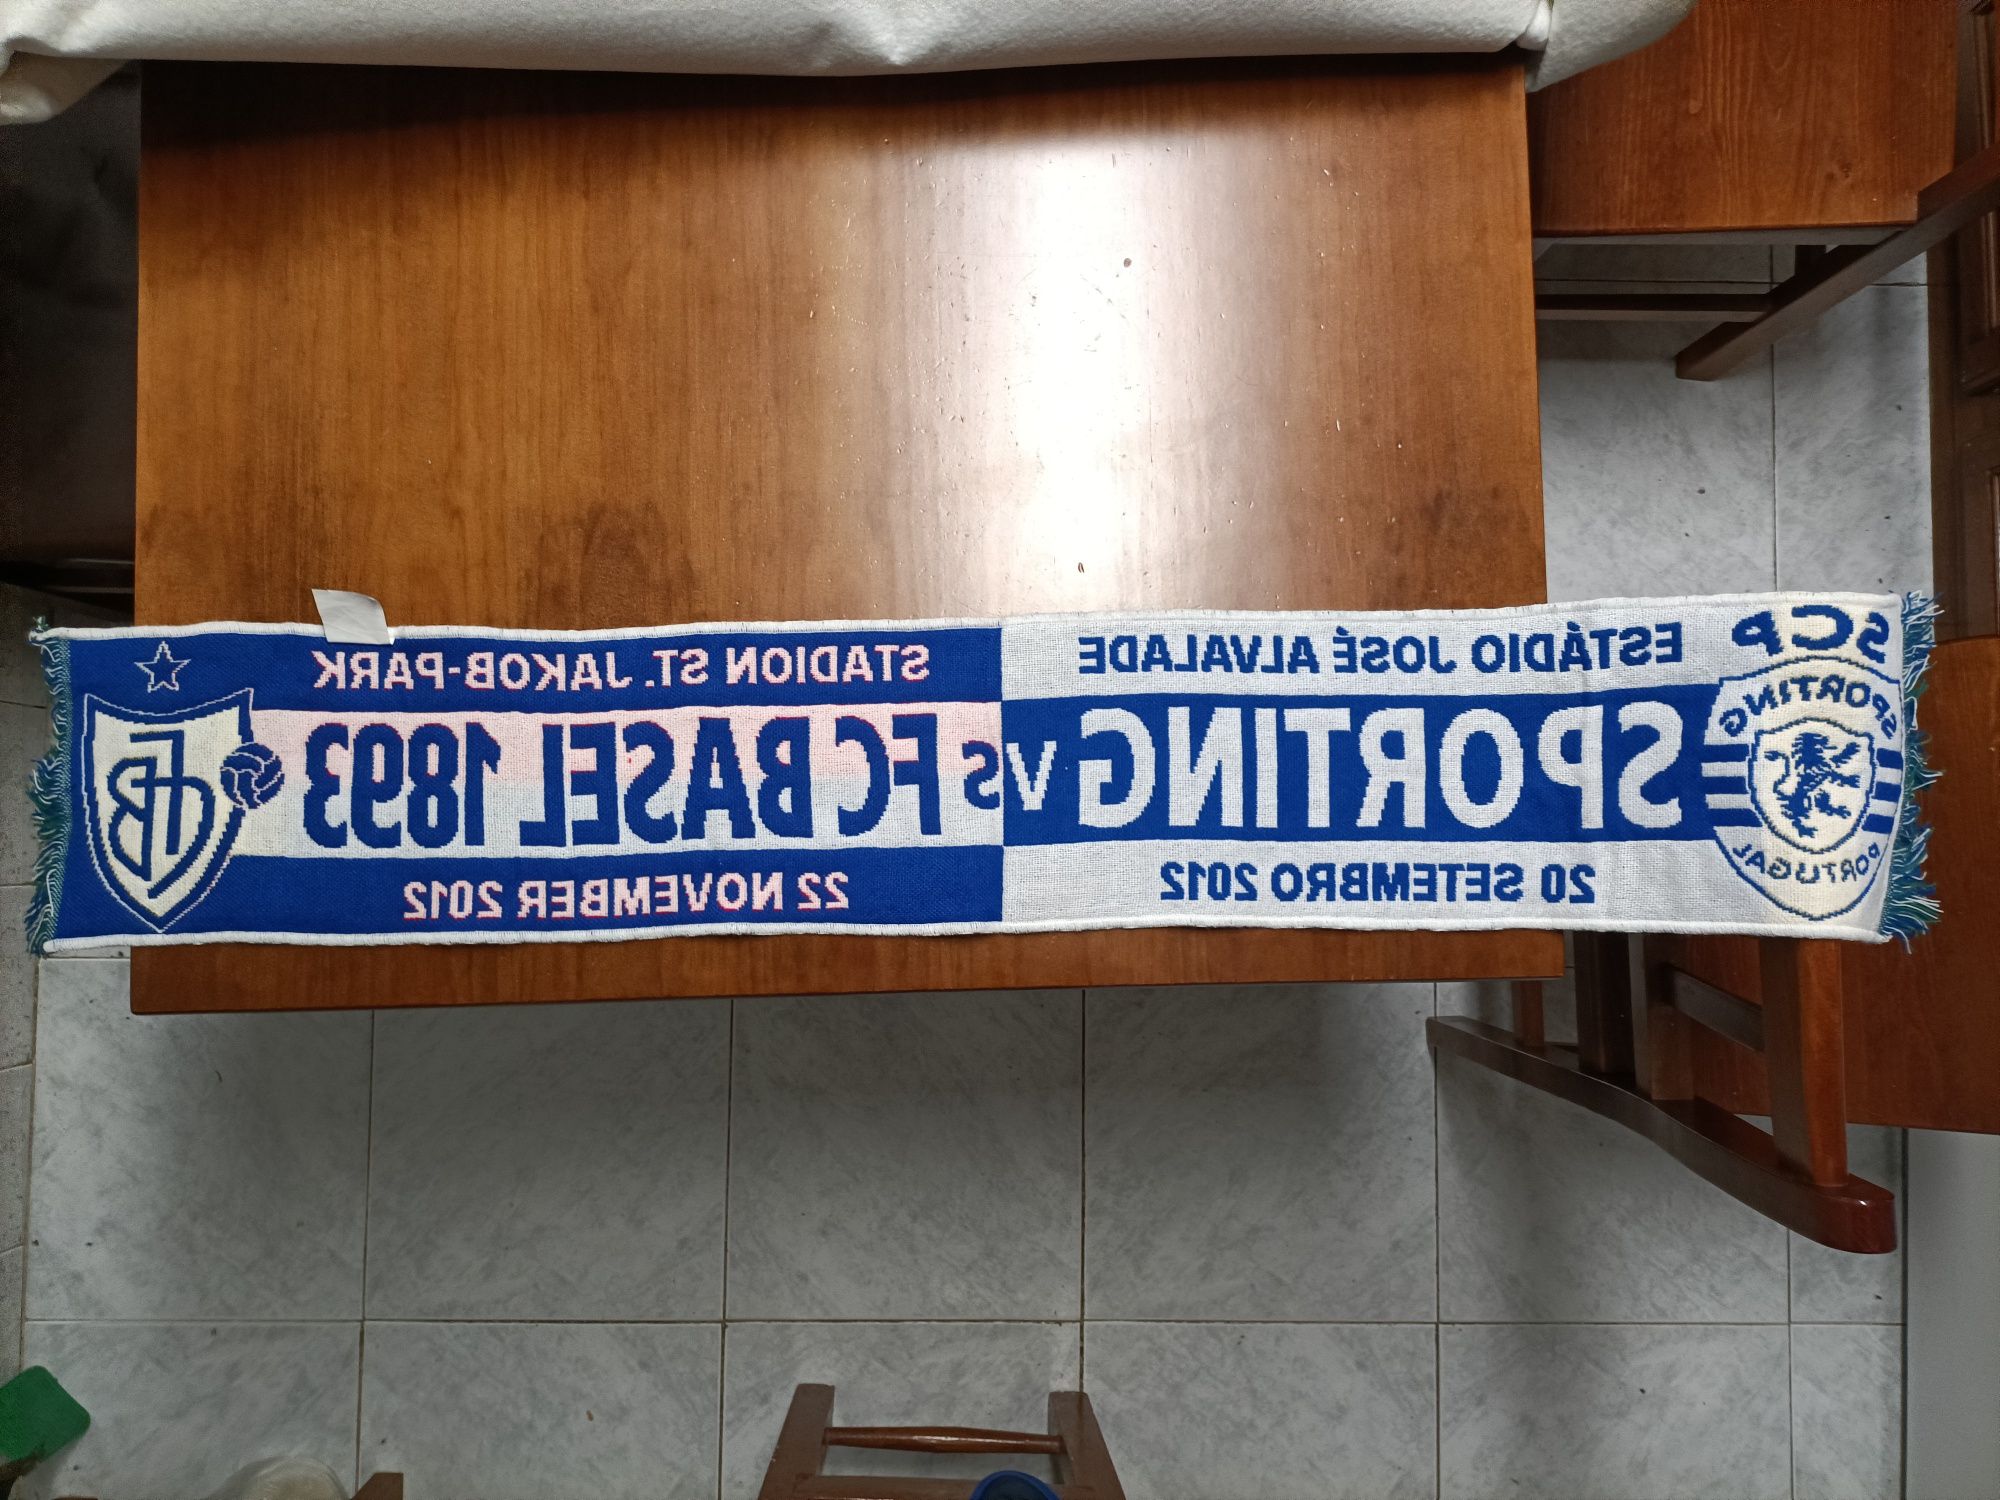 SCP
SPORTING
PORTUGAL
ESTÁDIO JOSÉ ALVALADE
SPORTING vs FC BASEL 1893
20 SETEMBRO 2012
STADION ST. JAKOB-PARK
22 NOVEMBER 2012
FCB